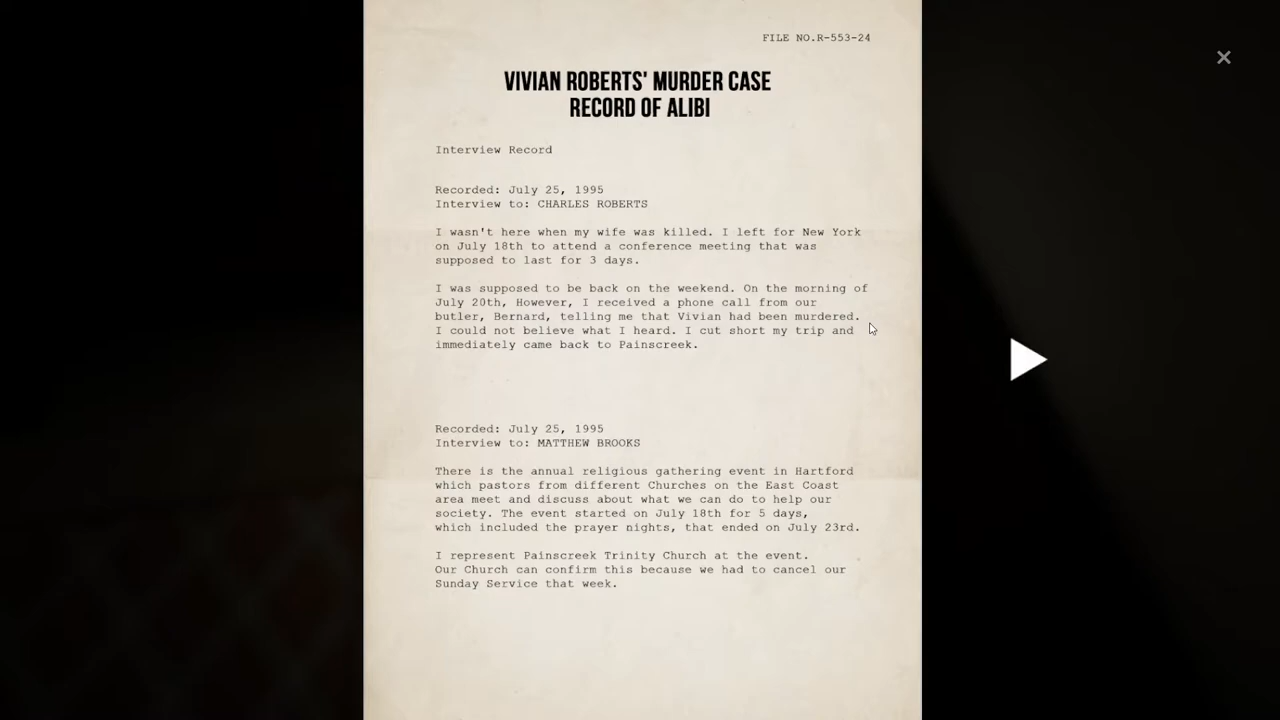 FILE NO.R-553-24
VIVIAN ROBERTS' MURDER CASE
RECORD OF ALIBI
Interview Record
Recorded: July 25, 1995
Interview to: CHARLES ROBERTS
I wasn't here when my wife was killed. I left for New York
on July 18th to attend a conference meeting that was
supposed to last for 3 days.
I was supposed to be back on the weekend. On the morning of
July 20th, However, I received a phone call from our
butler, Bernard, telling me that Vivian had been murdered.
I could not believe what I heard. I cut short my trip and
immediately came back to Painscreek.
Recorded: July 25, 1995
Interview to: MATTHEW BROOKS
There is the annual religious gathering event in Hartford
which pastors from different Churches on the East Coast
area meet and discuss about what we can do to help our
society. The event started on July 18th for 5 days,
which included the prayer nights, that ended on July 23rd.
I represent Painscreek Trinity Church at the event.
Our Church can confirm this because we had to cancel our
Sunday Service that week.